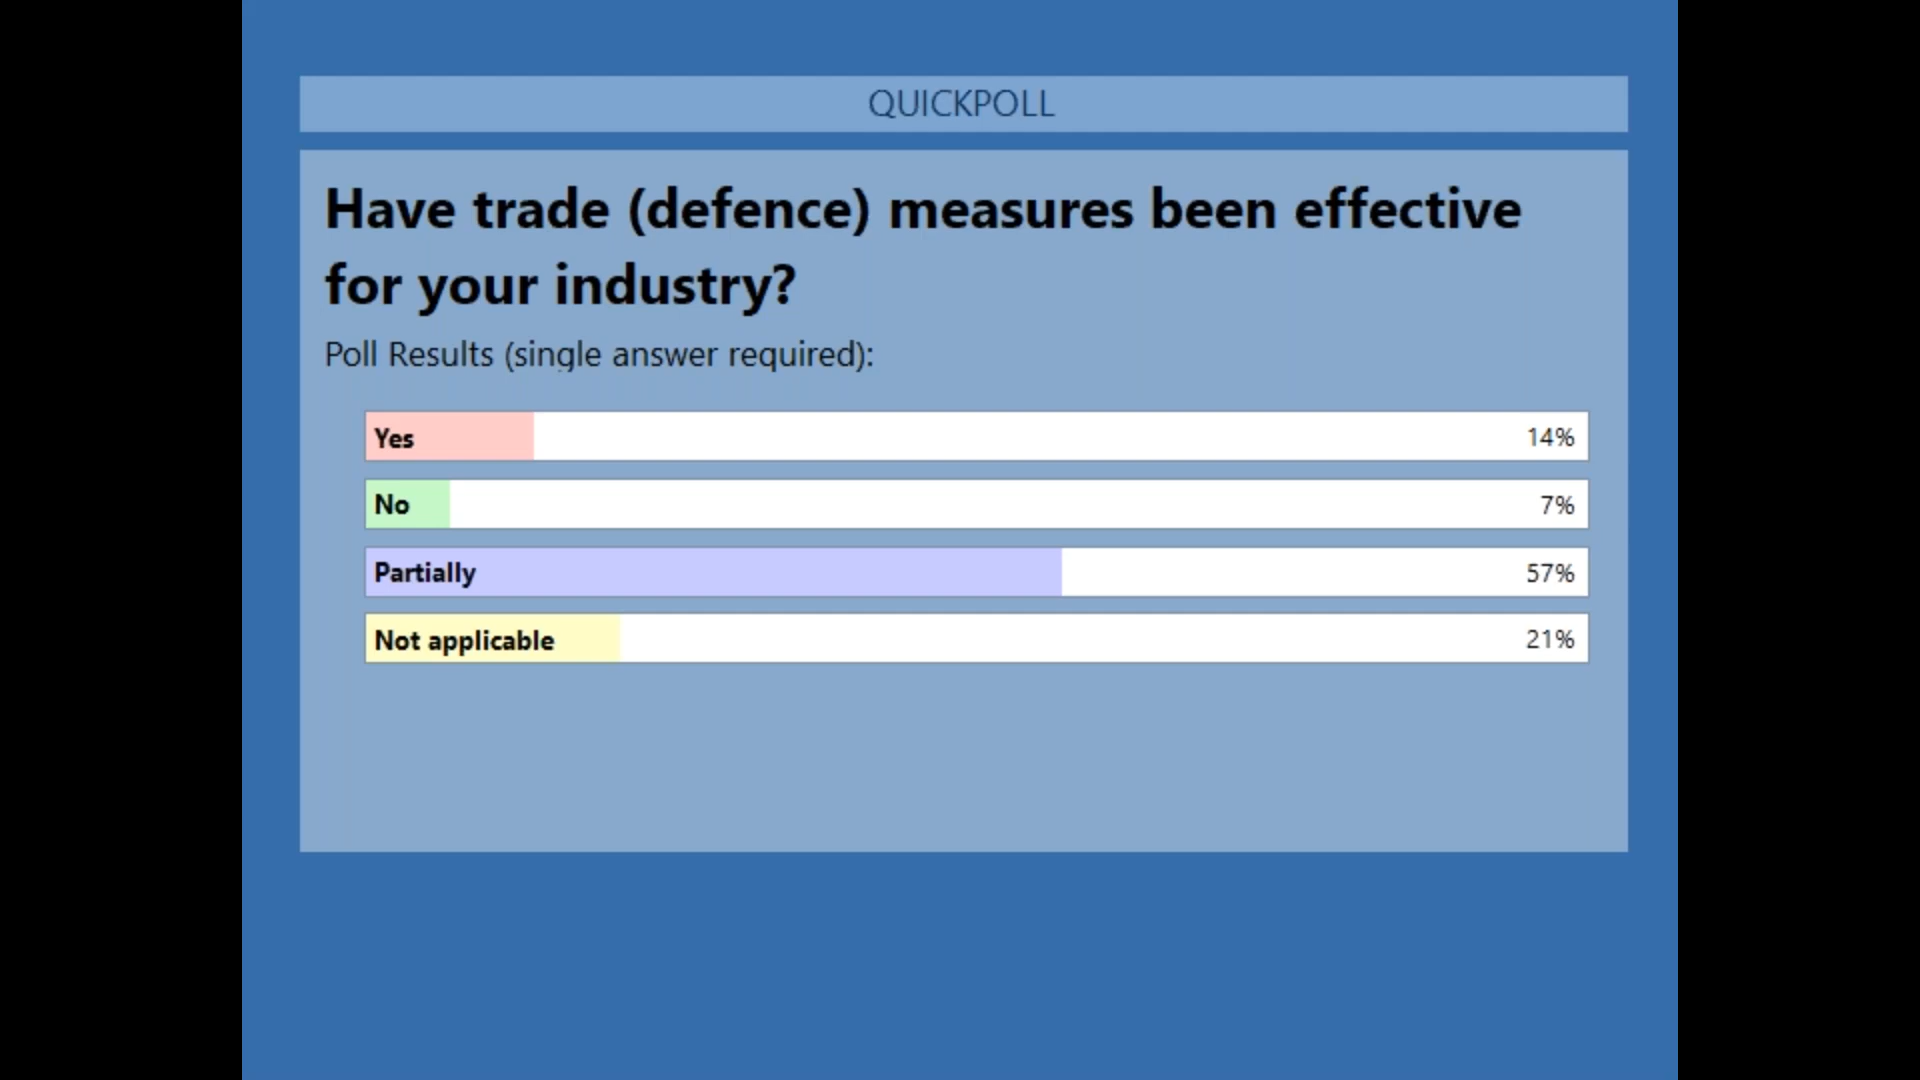 QUICKPOLL
Have trade (defence) measures been effective
for your industry?
Poll Results (single answer required):
Yes 14%
No 7%
Partially 57%
Not applicable 21%